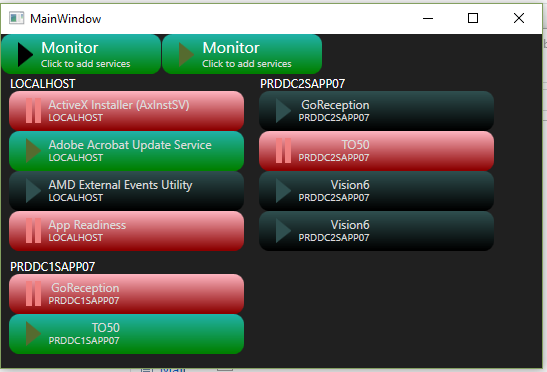 MainWindow
Monitor
Click to add services
Monitor
Click to add services
LOCALHOST
ActiveX Installer (AxInstSV)
LOCALHOST
Adobe Acrobat Update Service
LOCALHOST
AMD External Events Utility
LOCALHOST
App Readiness
LOCALHOST
PRDDC2SAPP07
GoReception
PRDDC2SAPP07
TO50
PRDDC2SAPP07
Vision6
PRDDC2SAPP07
Vision6
PRDDC2SAPP07
PRDDC1SAPP07
GoReception
PRDDC1SAPP07
TO50
PRDDC1SAPP07